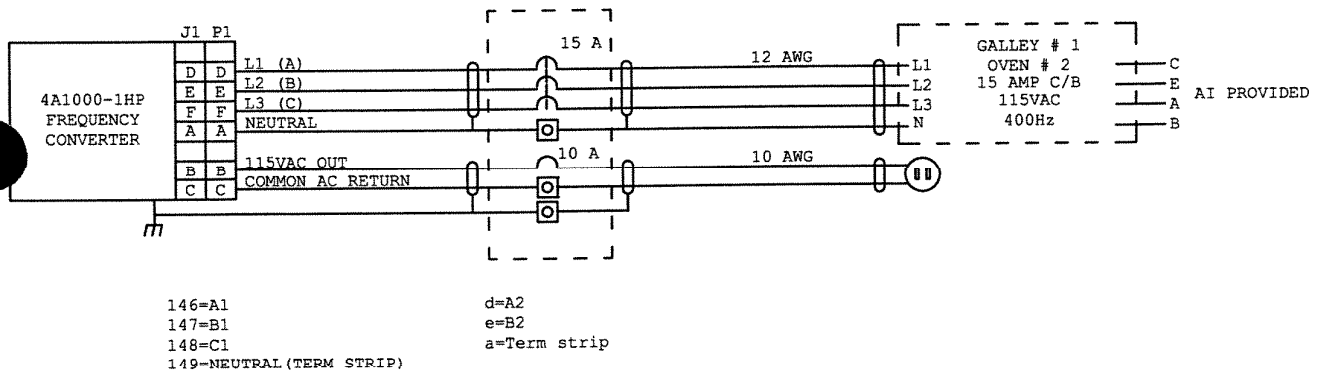 J1 P1
15 A
12 AWG
4A1000-1HP
FREQUENCY
CONVERTER
D D L1 (A)
E E L2 (B)
F F L3 (C)
A A NEUTRAL
B B 115VAC OUT
C C COMMON AC RETURN
10 A
10 AWG
GALLEY # 1
OVEN # 2
15 AMP C/B
115VAC
400Hz
L1
L2
L3
N
C
E
A
B
AI PROVIDED
146=A1
147=B1
148=C1
149=NEUTRAL(TERM STRIP)
d=A2
e=B2
a=Term strip